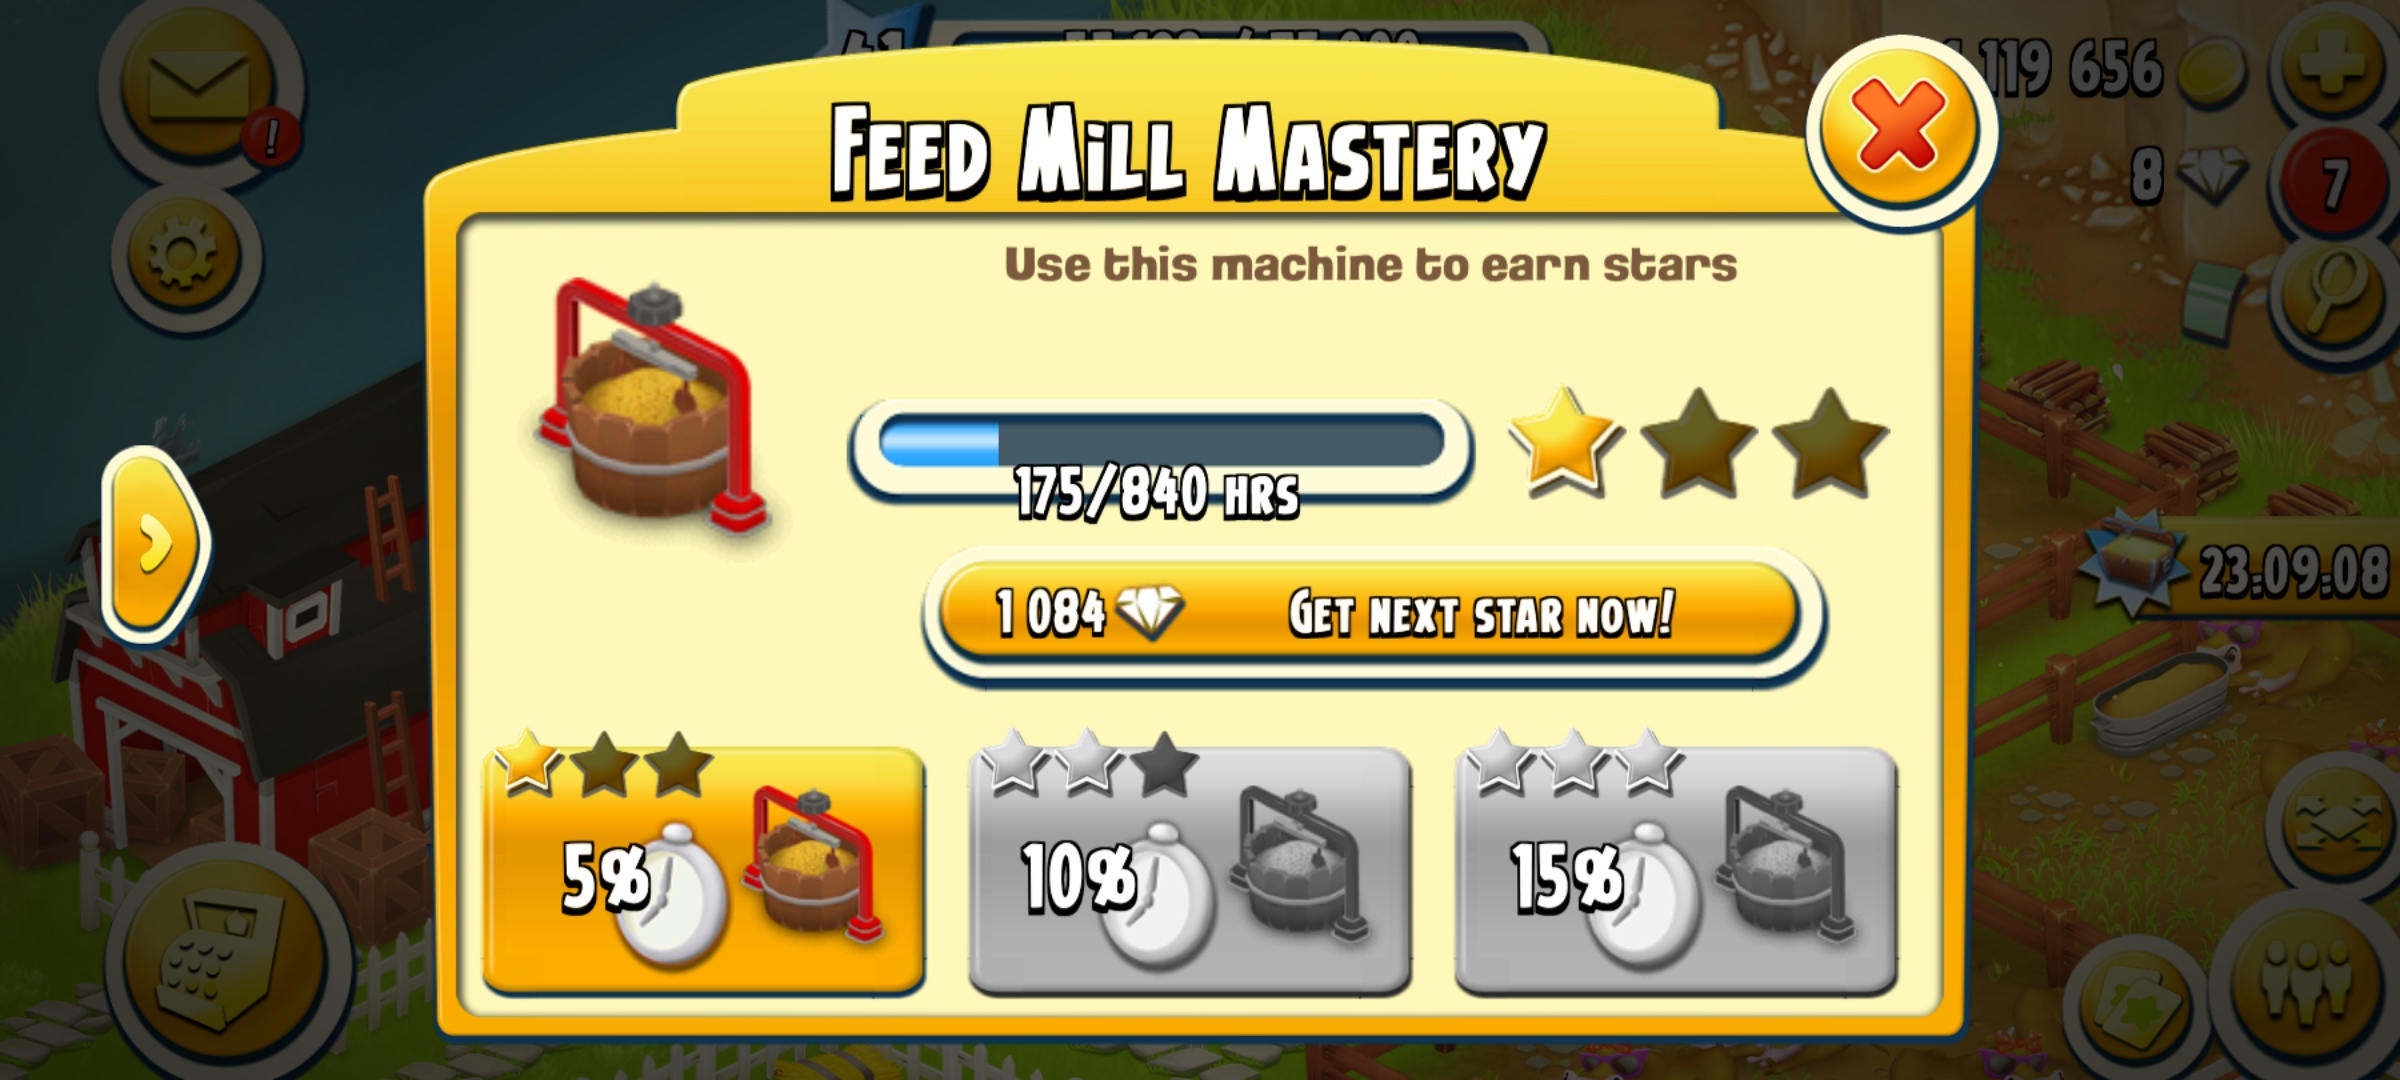 119 656
FEED MiLL MASTERY
!
8
7
Use this machine to earn stars
175/840 HRS
23:09:08
1 084
GET NEXT STAR NOW!
5%
10%
15%